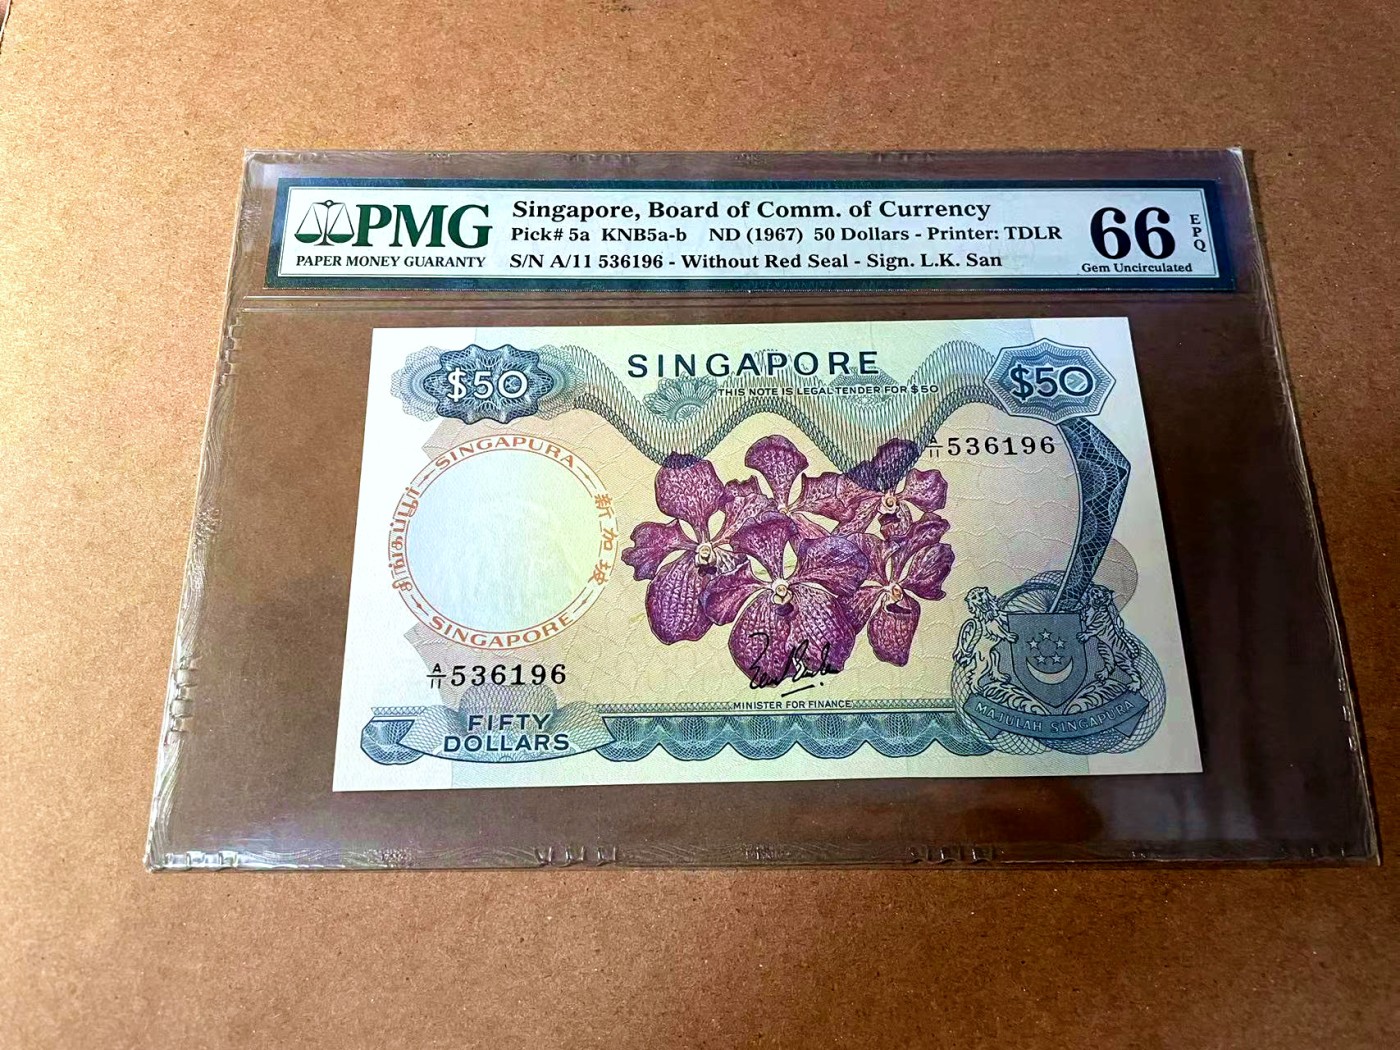 PMG
PAPER MONEY GUARANTY
Singapore, Board of Comm. of Currency
Pick# 5a KNB5a-b ND (1967) 50 Dollars - Printer: TDLR
S/N A/11 536196 - Without Red Seal - Sign. L.K. San
66
EPQ
Gem Uncirculated
$50
SINGAPORE
THIS NOTE IS LEGAL TENDER FOR $50
$50
A/11 536196
SINGAPURA
சிங்கப்பூர்
新加坡
SINGAPORE
A/11 536196
MINISTER FOR FINANCE
FIFTY
DOLLARS
MAJULAH SINGAPURA